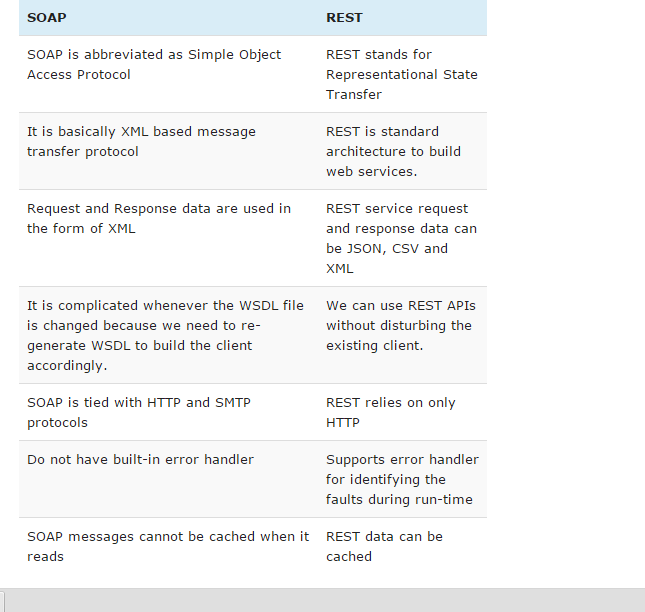 SOAP REST
SOAP is abbreviated as Simple Object
Access Protocol
REST stands for
Representational State
Transfer
It is basically XML based message
transfer protocol
REST is standard
architecture to build
web services.
Request and Response data are used in
the form of XML
REST service request
and response data can
be JSON, CSV and
XML
It is complicated whenever the WSDL file
is changed because we need to re-
generate WSDL to build the client
accordingly.
We can use REST APIs
without disturbing the
existing client.
SOAP is tied with HTTP and SMTP
protocols
REST relies on only
HTTP
Do not have built-in error handler
Supports error handler
for identifying the
faults during run-time
SOAP messages cannot be cached when it
reads
REST data can be
cached